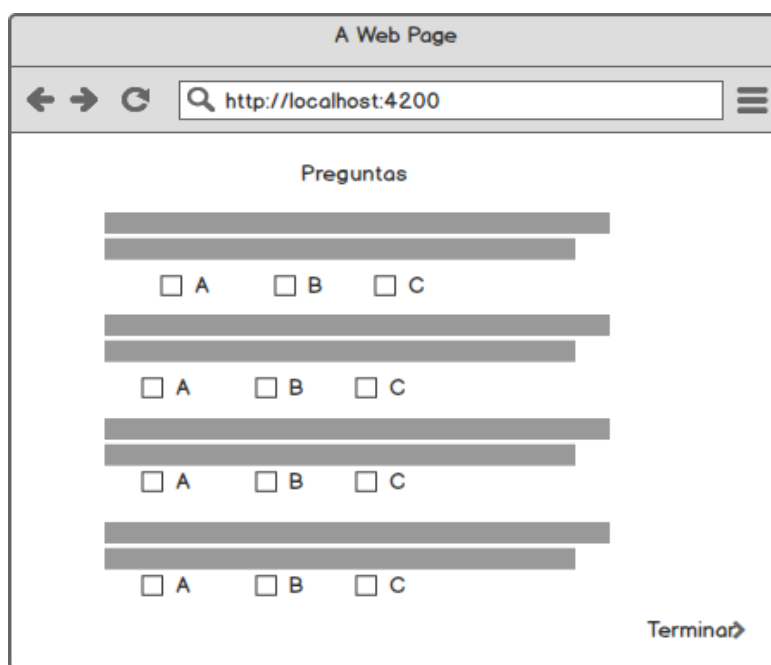 A Web Page
http://localhost:4200
Preguntas
A B C
A B C
A B C
A B C
Terminar